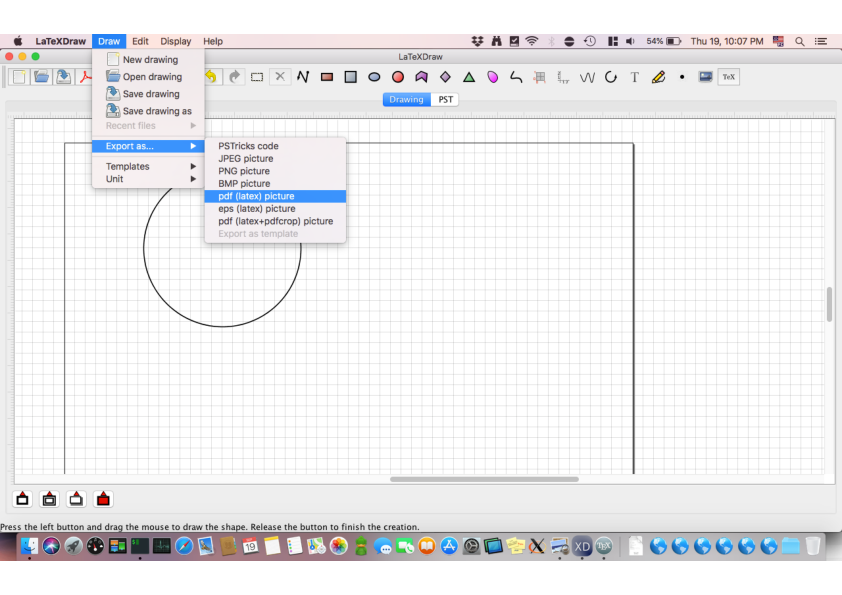 LaTeXDraw Draw Edit Display Help 54% Thu 19, 10:07 PM
LaTeXDraw
New drawing
Open drawing
Save drawing
Save drawing as
Recent files
Export as...
Templates
Unit
T TeX
Drawing PST
PSTricks code
JPEG picture
PNG picture
BMP picture
pdf (latex) picture
eps (latex) picture
pdf (latex+pdfcrop) picture
Export as template
Press the left button and drag the mouse to draw the shape. Release the button to finish the creation.
19 XD TeX